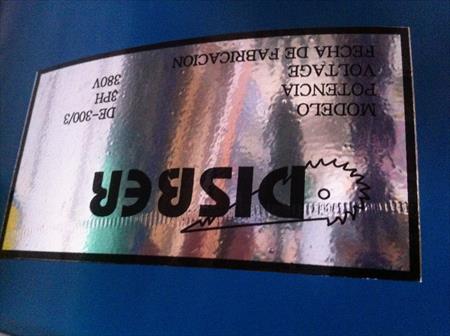 DISBER
MODELO DE-300/3
POTENCIA 3PH
VOLTAGE 380V
FECHA DE FABRICACION